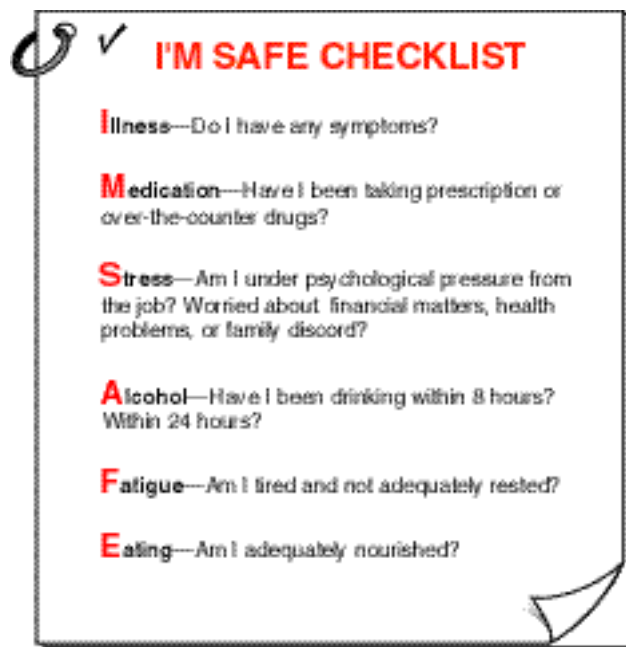 I'M SAFE CHECKLIST
Illness—Do I have any symptoms?
Medication—Have I been taking prescription or
over-the-counter drugs?
Stress—Am I under psychological pressure from
the job? Worried about financial matters, health
problems, or family discord?
Alcohol—Have I been drinking within 8 hours?
Within 24 hours?
Fatigue—Am I tired and not adequately rested?
Eating—Am I adequately nourished?